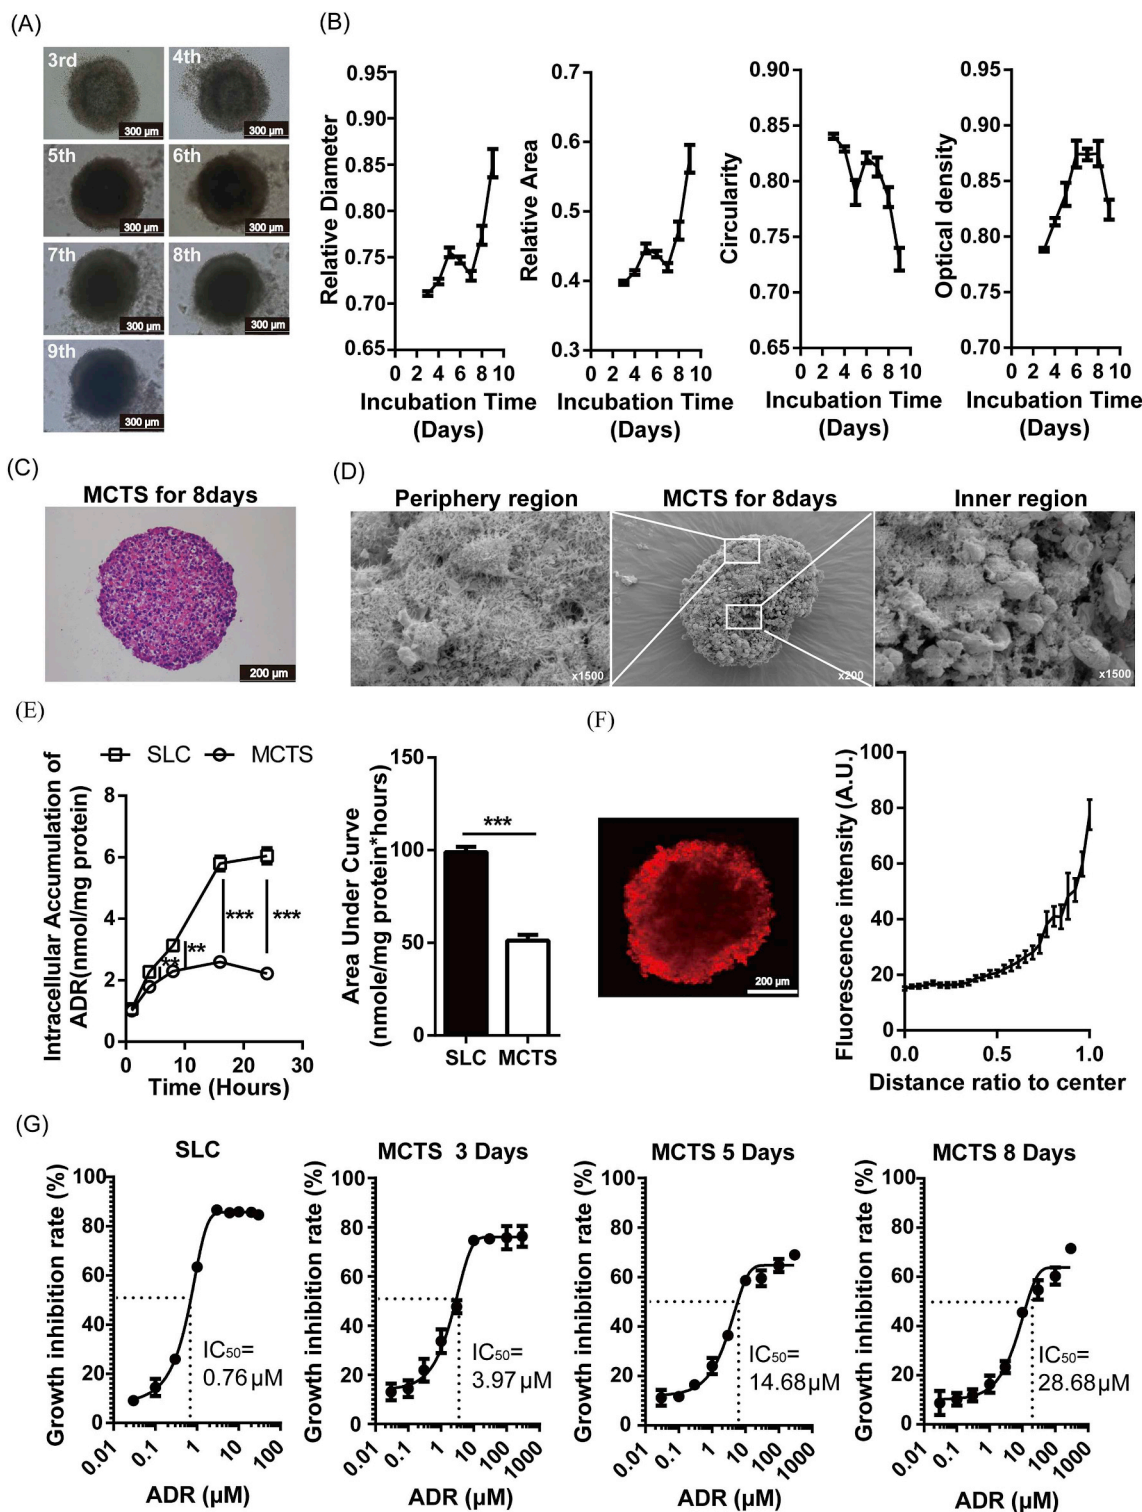 (A)
3rd
300 µm
4th
300 µm
5th
300 µm
6th
300 µm
7th
300 µm
8th
300 µm
9th
300 µm
(B)
Relative Diameter
0.95
0.90
0.85
0.80
0.75
0.70
0.65
0 2 4 6 8 10
Incubation Time
(Days)
Relative Area
0.7
0.6
0.5
0.4
0.3
0 2 4 6 8 10
Incubation Time
(Days)
Circularity
0.90
0.85
0.80
0.75
0.70
0.65
0 2 4 6 8 10
Incubation Time
(Days)
Optical density
0.95
0.90
0.85
0.80
0.75
0.70
0 2 4 6 8 10
Incubation Time
(Days)
(C)
MCTS for 8days
200 µm
(D)
Periphery region
MCTS for 8days
Inner region
x1500
x200
x1500
(E)
SLC MCTS
Intracellular Accumulation of
ADR(nmol/mg protein)
8
6
4
2
0
** ** *** ***
0 10 20 30
Time (Hours)
Area Under Curve
(nmole/mg protein*hours)
150
100
50
0
***
SLC MCTS
(F)
200 µm
Fluorescence intensity (A.U.)
100
80
60
40
20
0
0.0 0.5 1.0
Distance ratio to center
(G)
SLC
Growth inhibition rate (%)
100
80
60
40
20
0
IC50=
0.76 µM
0.01 0.1 1 10 100
ADR (µM)
MCTS 3 Days
Growth inhibition rate (%)
100
80
60
40
20
0
IC50=
3.97 µM
0.01 0.1 1 10 100 1000
ADR (µM)
MCTS 5 Days
Growth inhibition rate (%)
100
80
60
40
20
0
IC50=
14.68 µM
0.01 0.1 1 10 100 1000
ADR (µM)
MCTS 8 Days
Growth inhibition rate (%)
100
80
60
40
20
0
IC50=
28.68 µM
0.01 0.1 1 10 100 1000
ADR (µM)